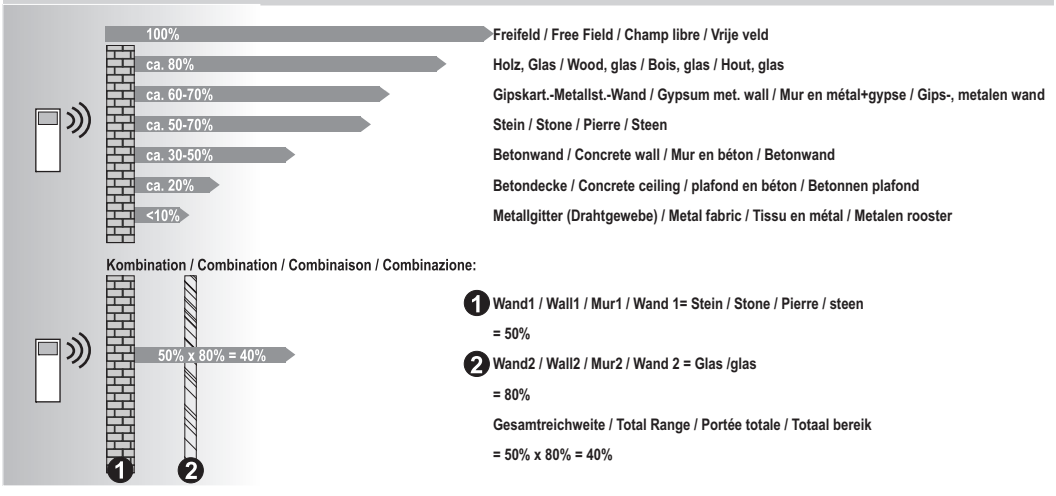 100% Freifeld / Free Field / Champ libre / Vrije veld
ca. 80% Holz, Glas / Wood, glas / Bois, glas / Hout, glas
ca. 60-70% Gipskart.-Metallst.-Wand / Gypsum met. wall / Mur en métal+gypse / Gips-, metalen wand
ca. 50-70% Stein / Stone / Pierre / Steen
ca. 30-50% Betonwand / Concrete wall / Mur en béton / Betonwand
ca. 20% Betondecke / Concrete ceiling / plafond en béton / Betonnen plafond
<10% Metallgitter (Drahtgewebe) / Metal fabric / Tissu en métal / Metalen rooster
Kombination / Combination / Combinaison / Combinazione:
1 Wand1 / Wall1 / Mur1 / Wand 1= Stein / Stone / Pierre / steen
= 50%
50% x 80% = 40%
2 Wand2 / Wall2 / Mur2 / Wand 2 = Glas /glas
= 80%
Gesamtreichweite / Total Range / Portée totale / Totaal bereik
= 50% x 80% = 40%
1 2